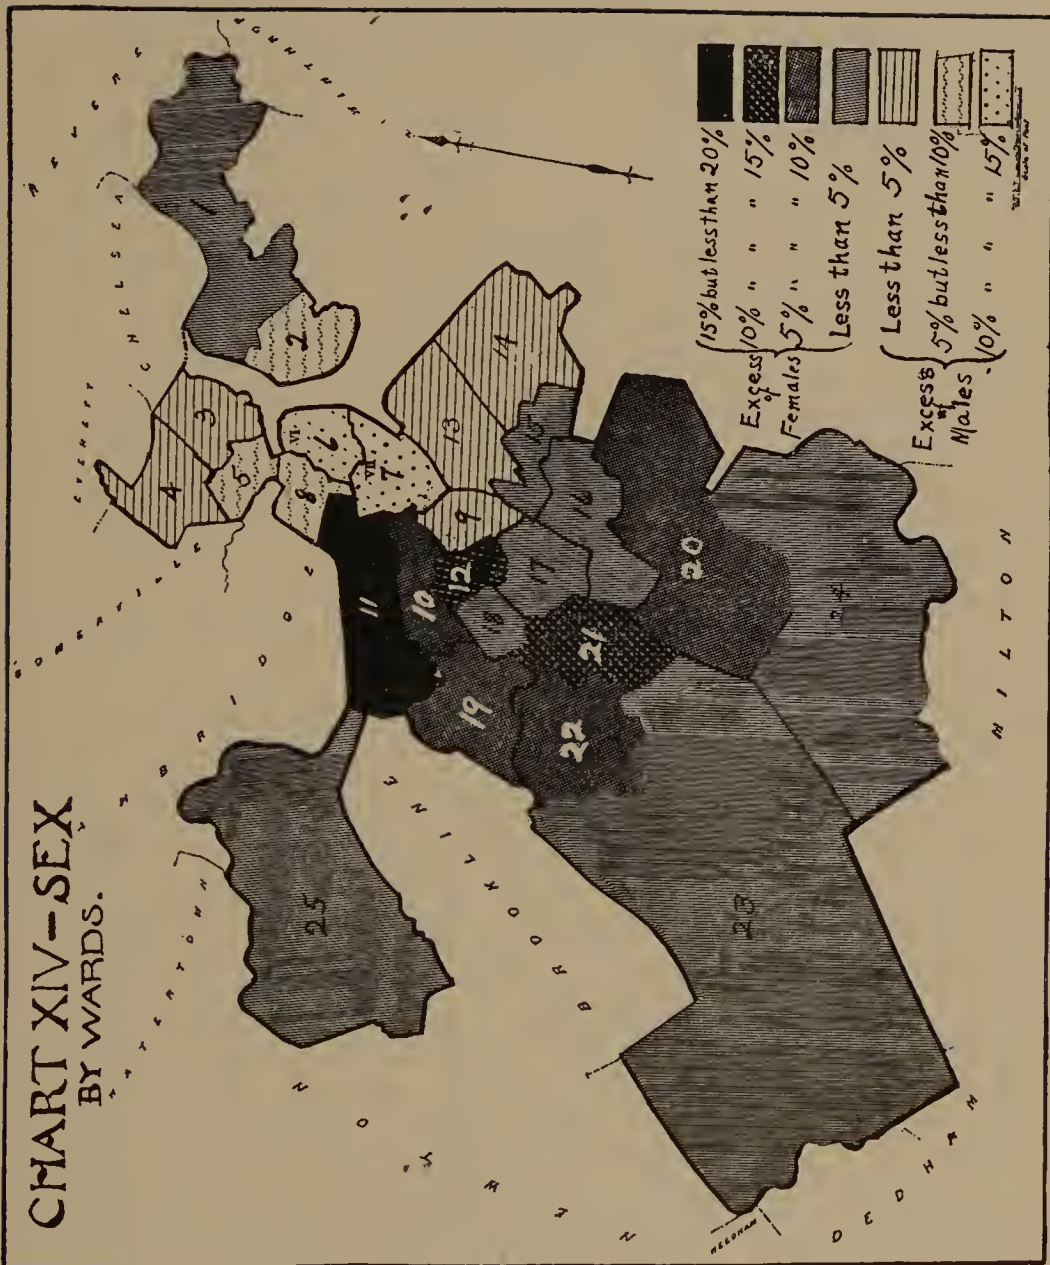 CHART XIV—SEX
BY WARDS.
WATERTOWN
CAMBRIDGE
SOMERVILLE
EVERETT
CHELSEA
REVERE
WINTHROP
NEWTON
BROOKLINE
NEEDHAM
DEDHAM
MILTON
1
2
3
4
5
VI
6
VII
7
8
9
10
11
12
13
14
15
16
17
18
19
20
21
22
23
24
25
Excess of Females
15% but less than 20%
10% " " " 15%
5% " " " 10%
Less than 5%
Excess of Males
Less than 5%
5% but less than 10%
10% " " " 15%